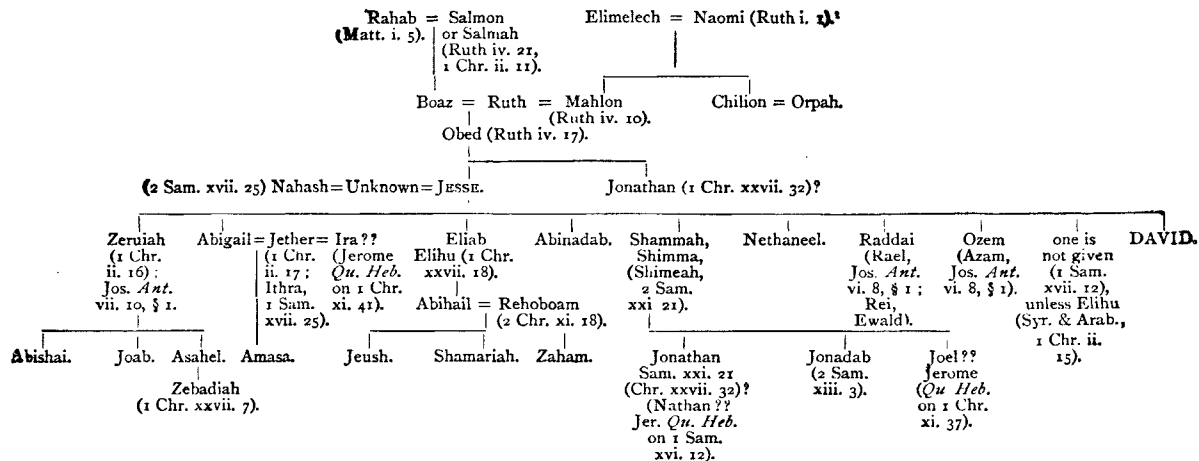 Rahab = Salmon Elimelech = Naomi (Ruth i. 1).²
(Matt. i. 5). or Salmah
(Ruth iv. 21,
1 Chr. ii. 11).
Boaz = Ruth = Mahlon Chilion = Orpah.
(Ruth iv. 10).
Obed (Ruth iv. 17).
(2 Sam. xvii. 25) Nahash=Unknown=JESSE. Jonathan (1 Chr. xxvii. 32)?
Zeruiah
(1 Chr.
ii. 16);
Jos. Ant.
vii. 10, § 1.
Abigail = Jether = Ira??
(1 Chr.
ii. 17;
Ithra,
1 Sam.
xvii. 25).
(Jerome
Qu. Heb.
on 1 Chr.
xi. 41).
Eliab
Elihu (1 Chr.
xxvii. 18).
Abihail = Rehoboam
(2 Chr. xi. 18).
Abinadab.
Shammah,
Shimma,
(Shimeah,
2 Sam.
xxi 21).
Nethaneel.
Raddai
(Rael,
Jos. Ant.
vi. 8, § 1;
Rei,
Ewald).
Ozem
(Azam,
Jos. Ant.
vi. 8, § 1).
one is
not given
(1 Sam.
xvii. 12),
unless Elihu
(Syr. & Arab.,
1 Chr. ii.
15).
DAVID.
Abishai. Joab. Asahel. Amasa. Jeush. Shamariah. Zaham.
Zebadiah
(1 Chr. xxvii. 7).
Jonathan
Sam. xxi. 21
(Chr. xxvii. 32)?
(Nathan??
Jer. Qu. Heb.
on 1 Sam.
xvi. 12).
Jonadab
(2 Sam.
xiii. 3).
Joel??
Jerome
(Qu Heb.
on 1 Chr.
xi. 37).